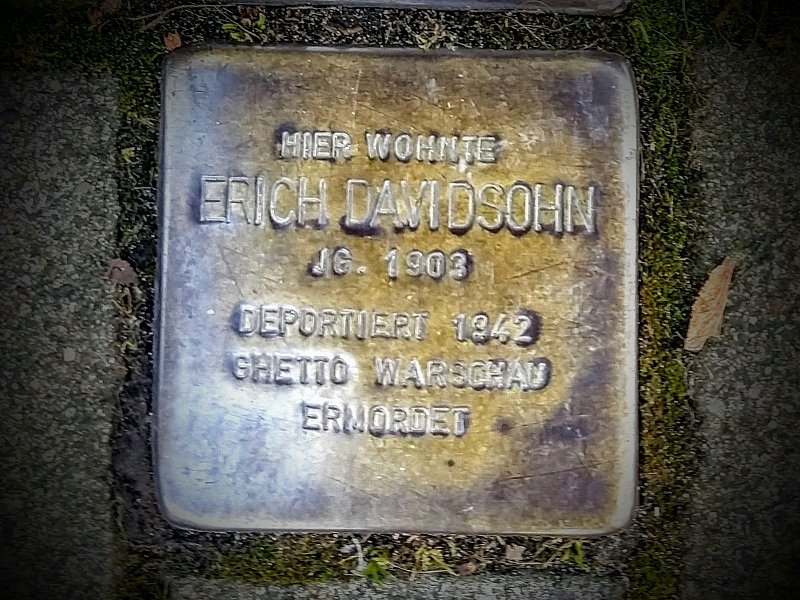 HIER WOHNTE
ERICH DAVIDSOHN
JG. 1903
DEPORTIERT 1942
GHETTO WARSCHAU
ERMORDET